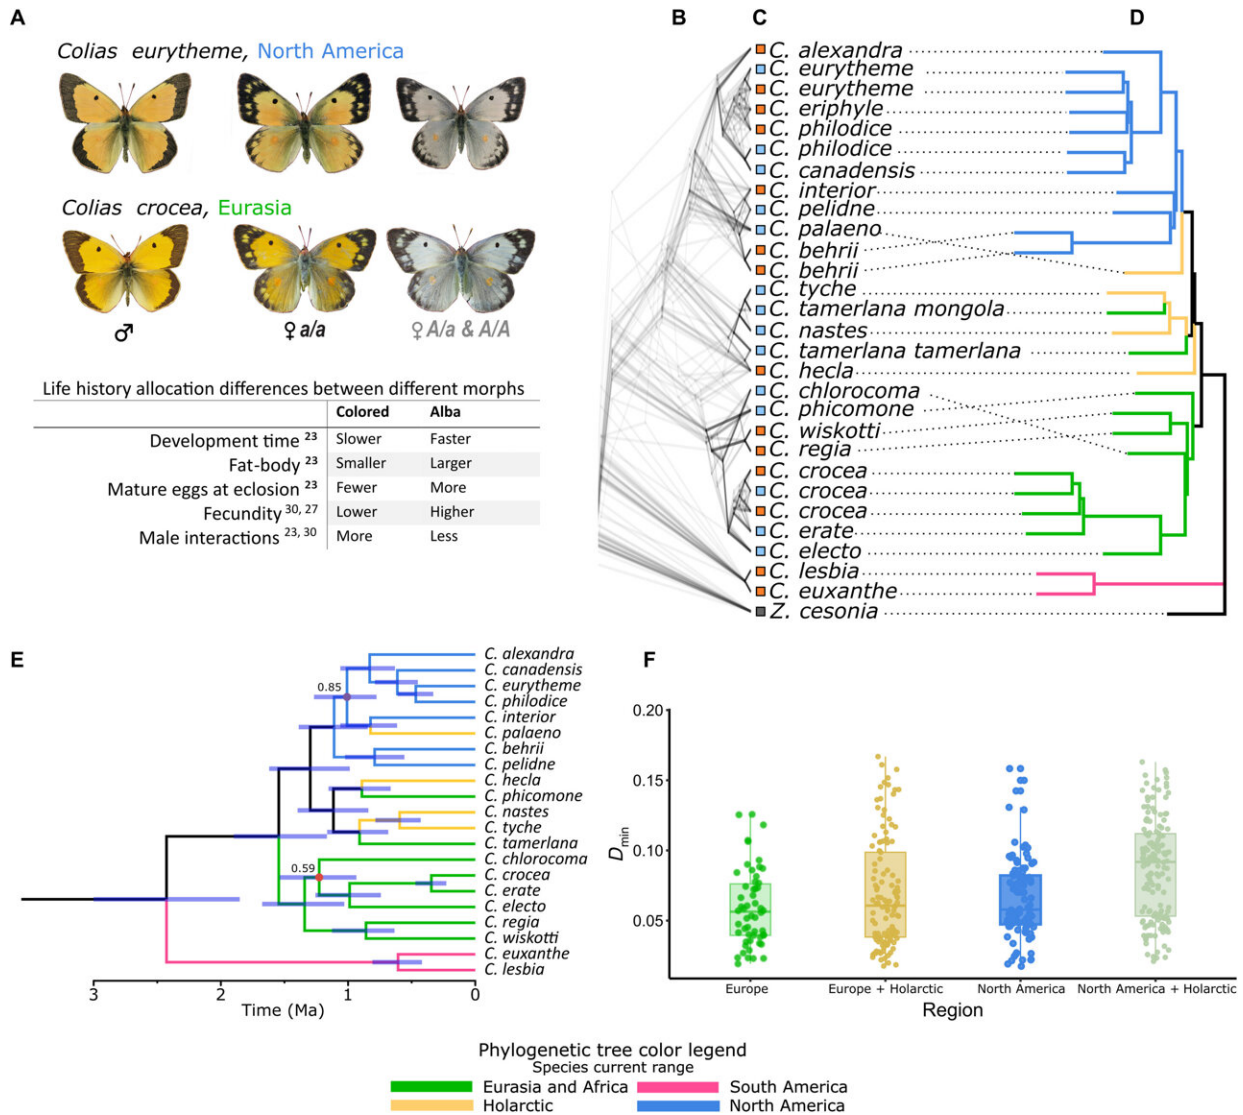 A
Colias eurytheme, North America
Colias crocea, Eurasia
♂ ♀ a/a ♀ A/a & A/A
Life history allocation differences between different morphs
Colored Alba
Development time 23 Slower Faster
Fat-body 23 Smaller Larger
Mature eggs at eclosion 23 Fewer More
Fecundity 30, 27 Lower Higher
Male interactions 23, 30 More Less
B C D
C. alexandra
C. eurytheme
C. eurytheme
C. eriphyle
C. philodice
C. philodice
C. canadensis
C. interior
C. pelidne
C. palaeno
C. behrii
C. behrii
C. tyche
C. tamerlana mongola
C. nastes
C. tamerlana tamerlana
C. hecla
C. chlorocoma
C. phicomone
C. wiskotti
C. regia
C. crocea
C. crocea
C. crocea
C. erate
C. electo
C. lesbia
C. euxanthe
Z. cesonia
E
C. alexandra
C. canadensis
C. eurytheme
0.85
C. philodice
C. interior
C. palaeno
C. behrii
C. pelidne
C. hecla
C. phicomone
C. nastes
C. tyche
C. tamerlana
C. chlorocoma
0.59
C. crocea
C. erate
C. electo
C. regia
C. wiskotti
C. euxanthe
C. lesbia
3 2 1 0
Time (Ma)
F
0.20
0.15
0.10
0.05
Dmin
Europe Europe + Holarctic North America North America + Holarctic
Region
Phylogenetic tree color legend
Species current range
Eurasia and Africa South America
Holarctic North America